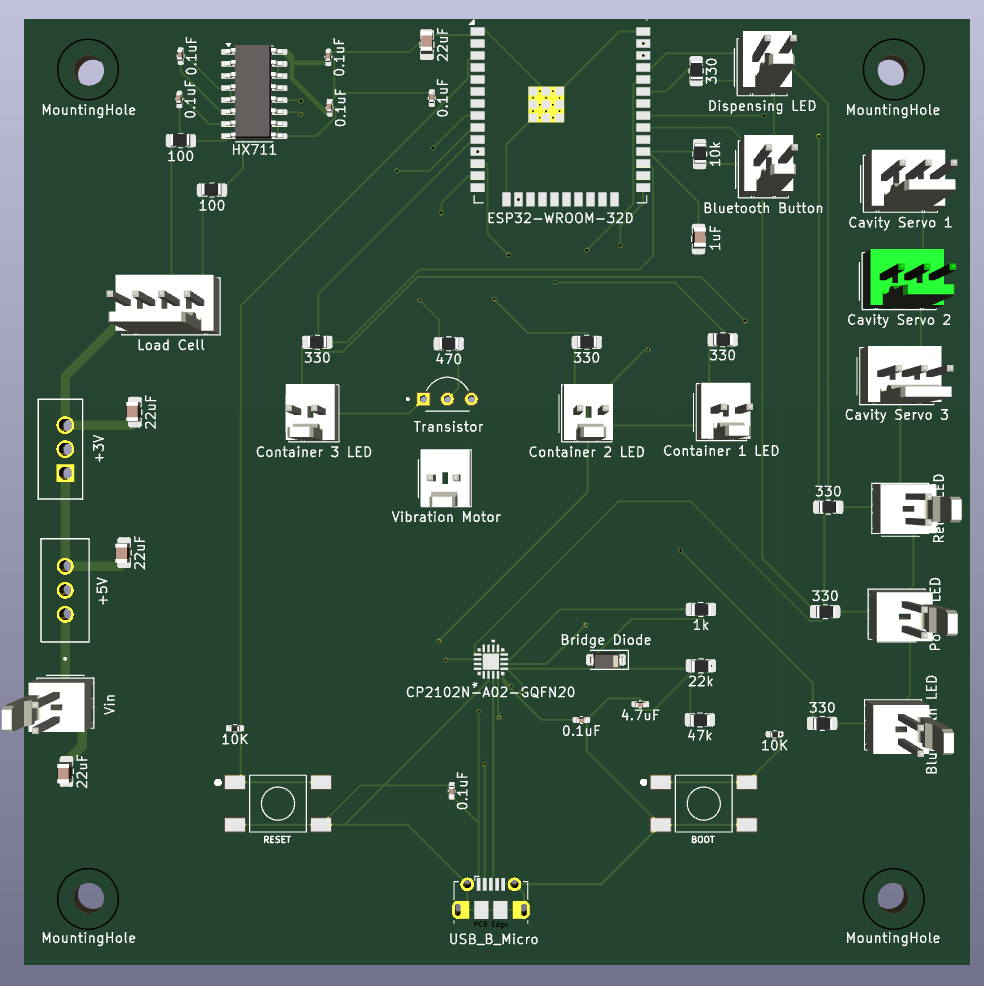 0.1uF
0.1uF
22uF
330
Dispensing LED
MountingHole
MountingHole
0.1uF
0.1uF
0.1uF
100
HX711
10k
100
Bluetooth Button
ESP32-WROOM-32D
Cavity Servo 1
1uF
Cavity Servo 2
Load Cell
330
470
330
330
Cavity Servo 3
22uF
Transistor
+3V
Container 3 LED
Container 2 LED
Container 1 LED
Vibration Motor
330
LED
22uF
+5V
330
LED
1k
Bridge Diode
22k
CP2102N-A02-GQFN20
*
Vin
4.7uF
0.1uF
47k
330
LED
10K
10K
22uF
0.1uF
RESET
BOOT
PCB Edge
USB_B_Micro
MountingHole
MountingHole